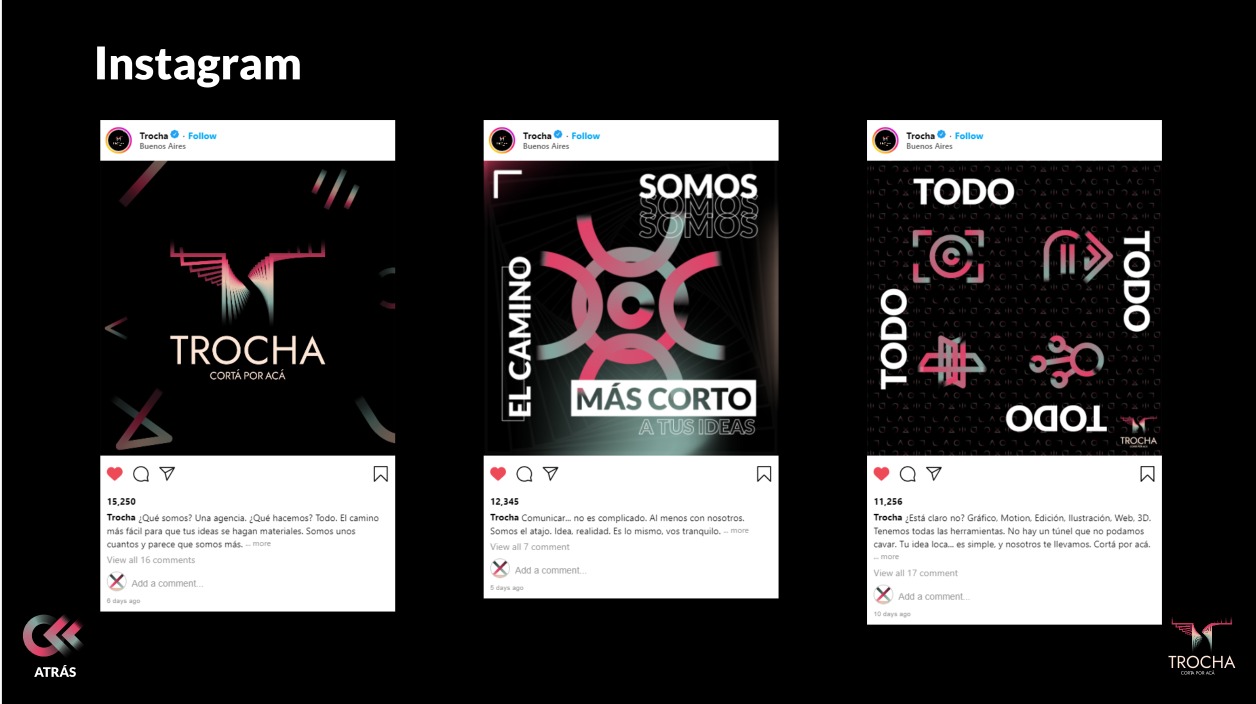 Instagram
Trocha · Follow
Buenos Aires
TROCHA
CORTÁ POR ACÁ
15,250
Trocha ¿Qué somos? Una agencia. ¿Qué hacemos? Todo. El camino
más fácil para que tus ideas se hagan materiales. Somos unos
cuantos y parece que somos más. ... more
View all 16 comments
Add a comment...
6 days ago
Trocha · Follow
Buenos Aires
SOMOS
SOMOS
SOMOS
EL CAMINO
MÁS CORTO
A TUS IDEAS
12,345
Trocha Comunicar... no es complicado. Al menos con nosotros.
Somos el atajo. Idea, realidad. Es lo mismo, vos tranquilo. ... more
View all 7 comment
Add a comment...
5 days ago
Trocha · Follow
Buenos Aires
TODO
TODO
TODO
TODO
TROCHA
11,256
Trocha ¿Está claro no? Gráfico, Motion, Edición, Ilustración, Web, 3D.
Tenemos todas las herramientas. No hay un túnel que no podamos
cavar. Tu idea loca... es simple, y nosotros te llevamos. Cortá por acá.
... more
View all 17 comment
Add a comment...
10 days ago
ATRÁS
TROCHA
CORTÁ POR ACÁ